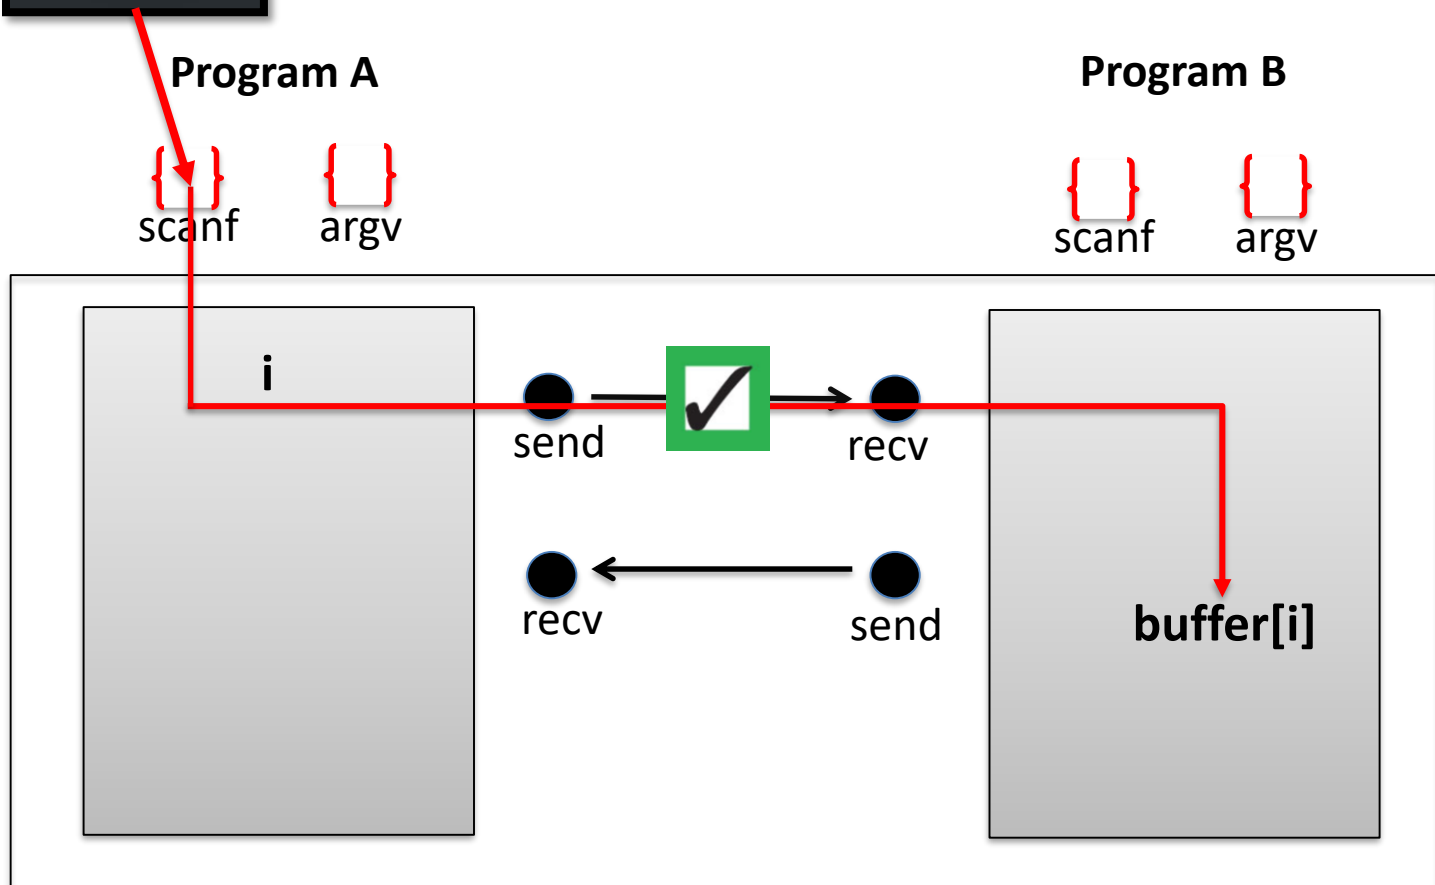 Program A
Program B
scanf
argv
scanf
argv
i
send
recv
recv
send
buffer[i]